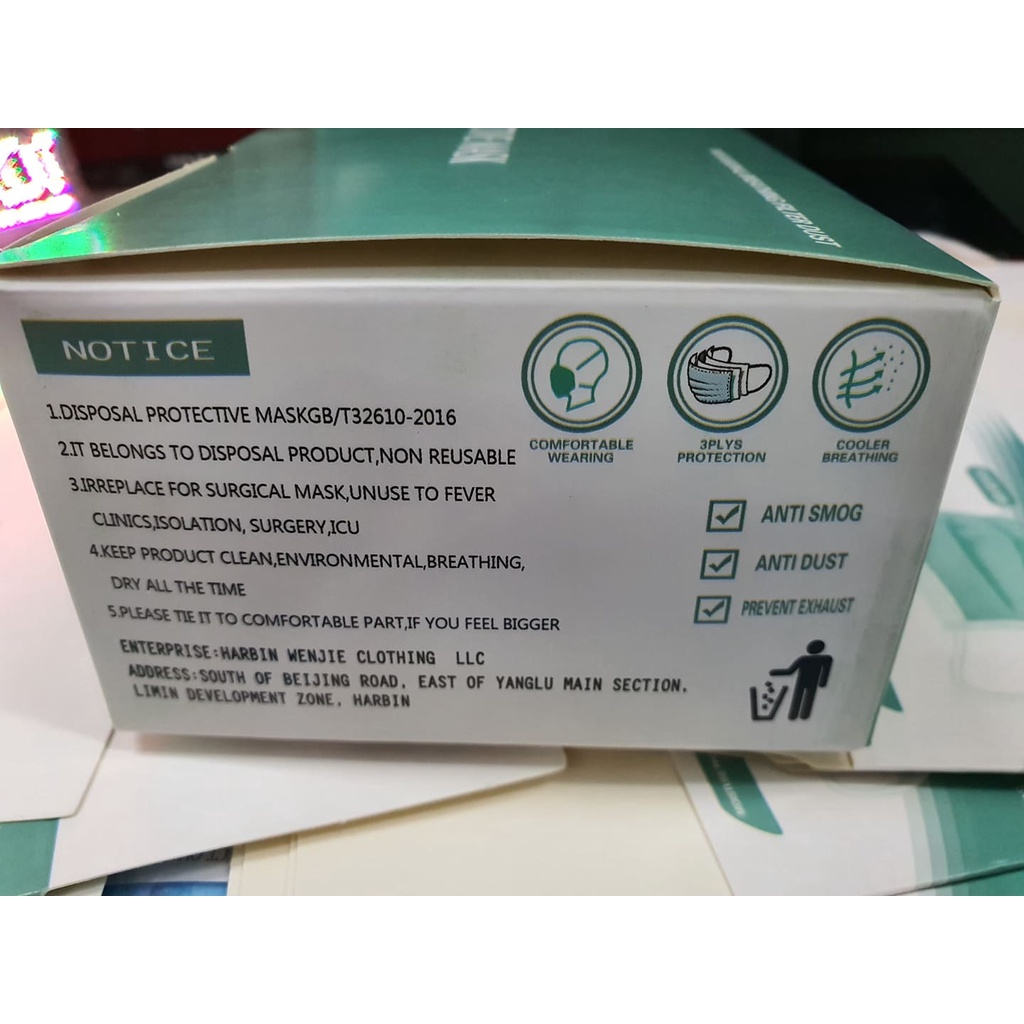 FILTER DUST
NOTICE
1.DISPOSAL PROTECTIVE MASKGB/T32610-2016
2.IT BELONGS TO DISPOSAL PRODUCT,NON REUSABLE
3.IRREPLACE FOR SURGICAL MASK,UNUSE TO FEVER
CLINICS,ISOLATION, SURGERY,ICU
4.KEEP PRODUCT CLEAN,ENVIRONMENTAL,BREATHING,
DRY ALL THE TIME
5.PLEASE TIE IT TO COMFORTABLE PART,IF YOU FEEL BIGGER
ENTERPRISE:HARBIN WENJIE CLOTHING LLC
ADDRESS:SOUTH OF BEIJING ROAD, EAST OF YANGLU MAIN SECTION,
LIMIN DEVELOPMENT ZONE, HARBIN
COMFORTABLE
WEARING
3PLYS
PROTECTION
COOLER
BREATHING
ANTI SMOG
ANTI DUST
PREVENT EXHAUST